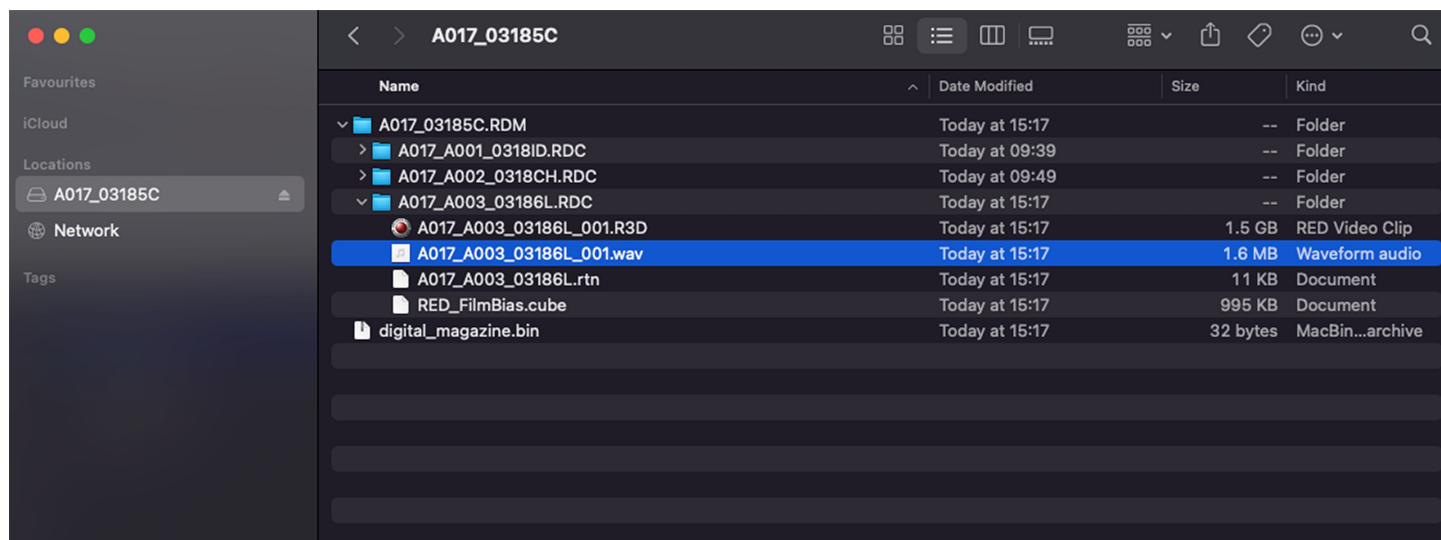 A017_03185C
Favourites
iCloud
Locations
A017_03185C
Network
Tags
Name Date Modified Size Kind
A017_03185C.RDM Today at 15:17 -- Folder
A017_A001_0318ID.RDC Today at 09:39 -- Folder
A017_A002_0318CH.RDC Today at 09:49 -- Folder
A017_A003_03186L.RDC Today at 15:17 -- Folder
A017_A003_03186L_001.R3D Today at 15:17 1.5 GB RED Video Clip
A017_A003_03186L_001.wav Today at 15:17 1.6 MB Waveform audio
A017_A003_03186L.rtn Today at 15:17 11 KB Document
RED_FilmBias.cube Today at 15:17 995 KB Document
digital_magazine.bin Today at 15:17 32 bytes MacBin...archive